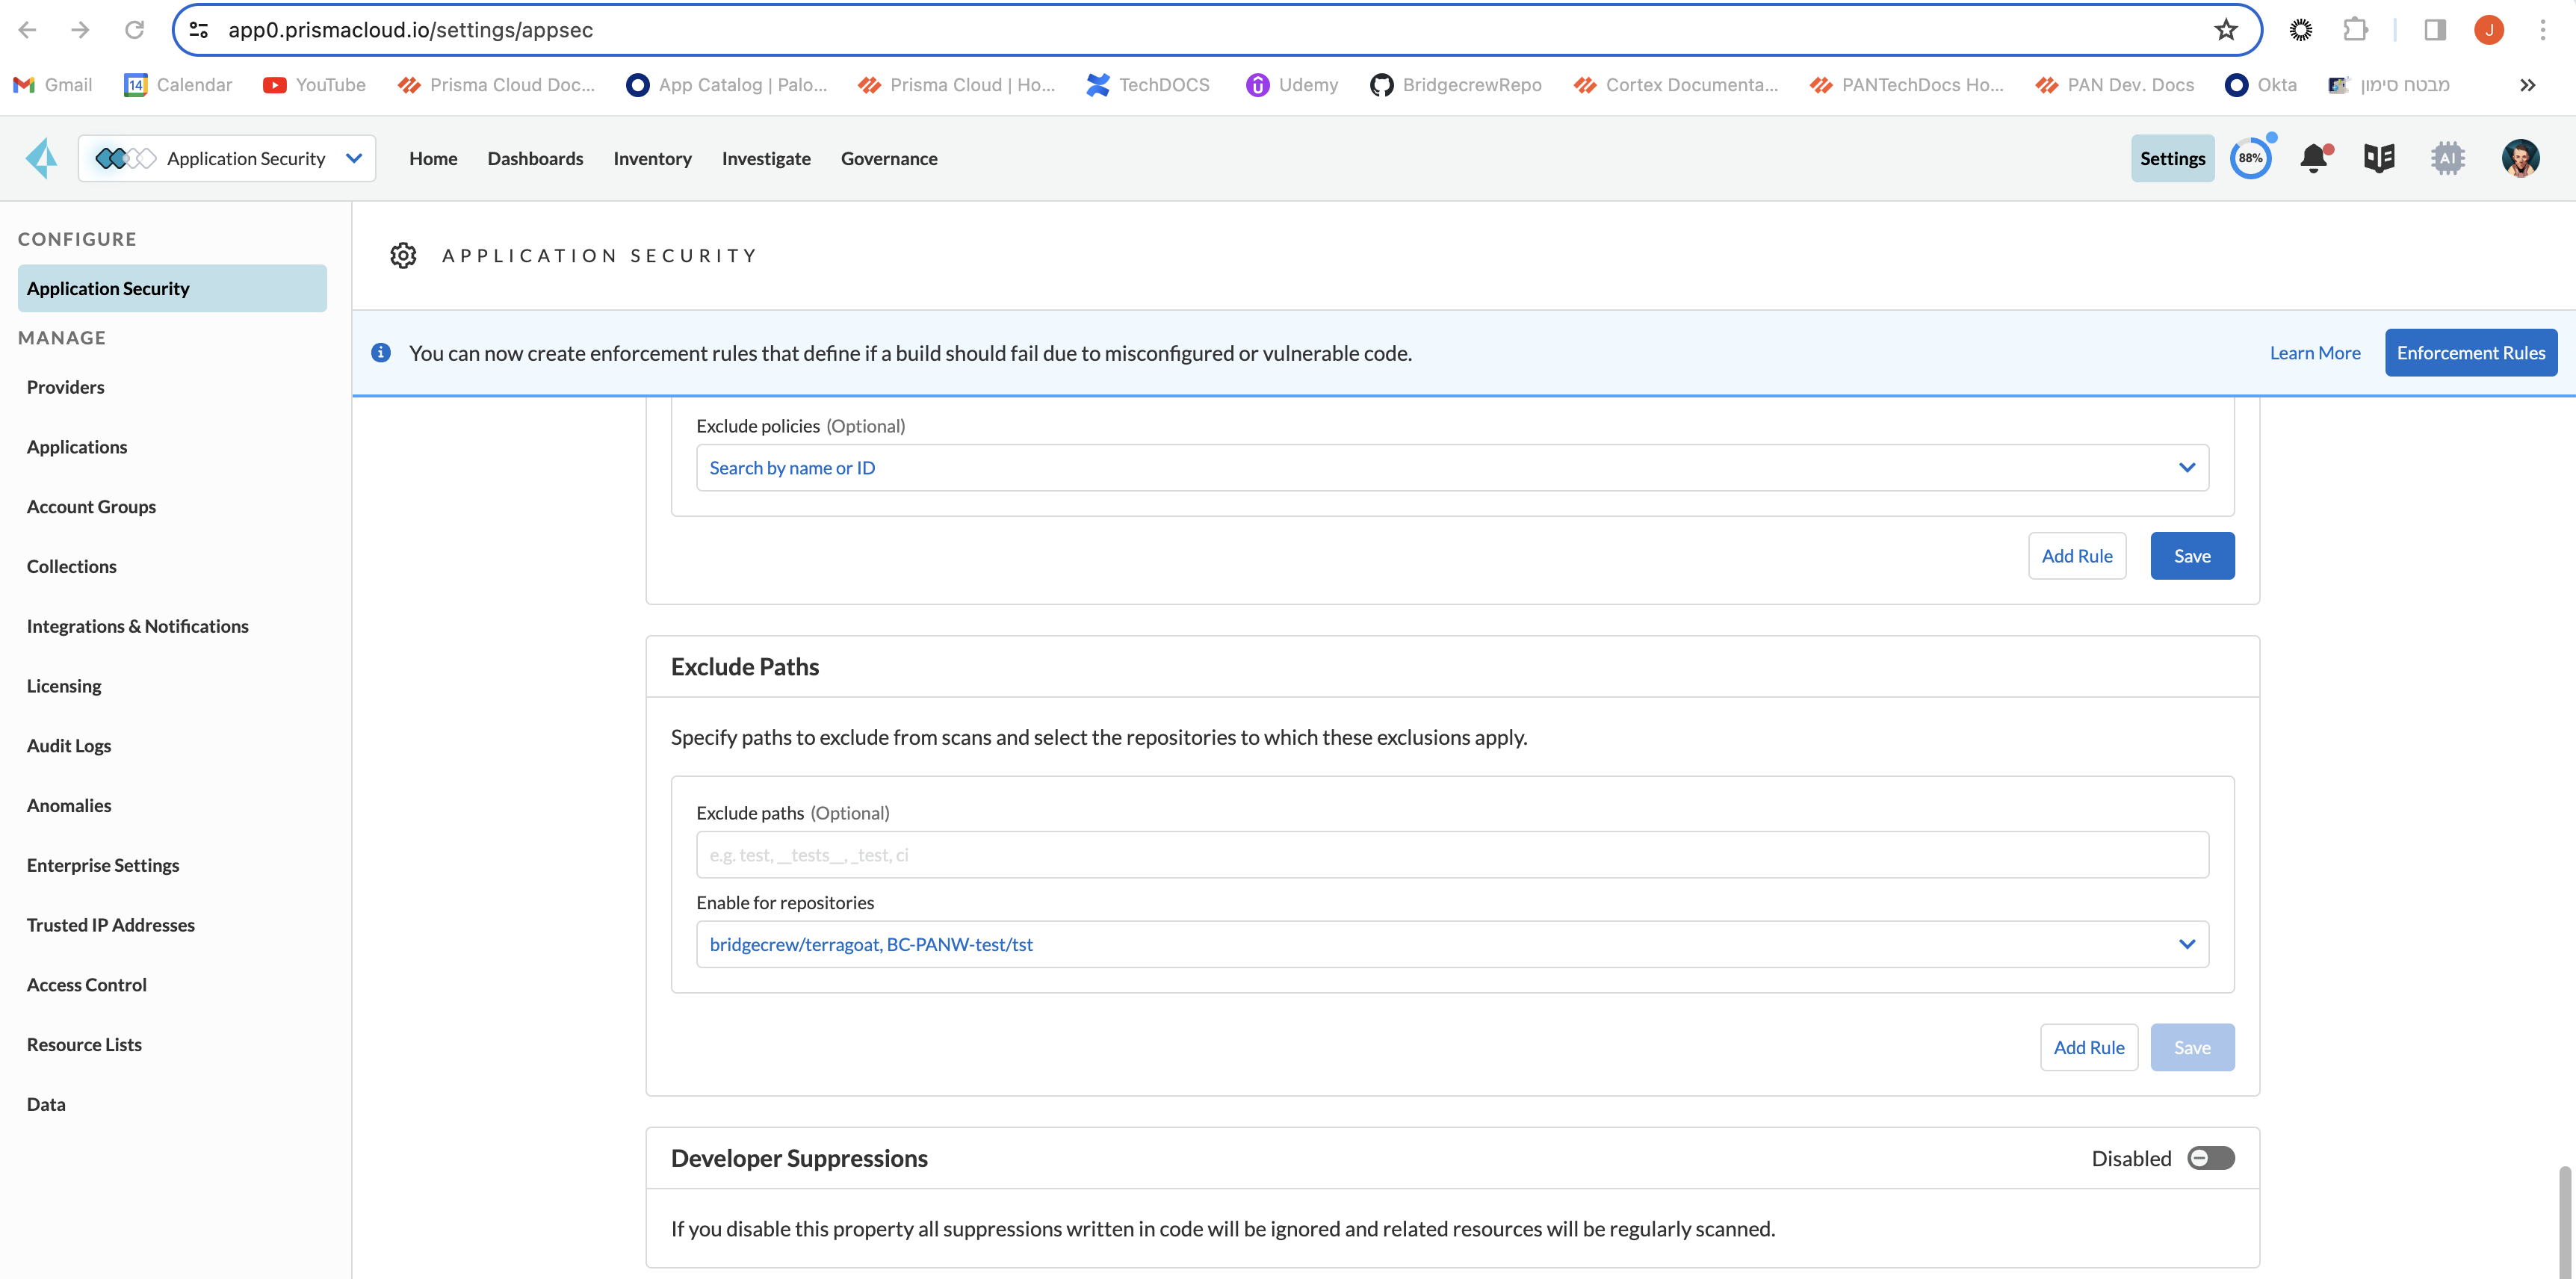 app0.prismacloud.io/settings/appsec
J
Gmail
14 Calendar
YouTube
Prisma Cloud Doc...
App Catalog | Palo...
Prisma Cloud | Ho...
TechDOCS
Udemy
BridgecrewRepo
Cortex Documenta...
PANTechDocs Ho...
PAN Dev. Docs
Okta
מבטח סימון
Application Security
Home
Dashboards
Inventory
Investigate
Governance
Settings
88%
AI
CONFIGURE
Application Security
MANAGE
Providers
Applications
Account Groups
Collections
Integrations & Notifications
Licensing
Audit Logs
Anomalies
Enterprise Settings
Trusted IP Addresses
Access Control
Resource Lists
Data
APPLICATION SECURITY
You can now create enforcement rules that define if a build should fail due to misconfigured or vulnerable code.
Learn More
Enforcement Rules
Exclude policies (Optional)
Search by name or ID
Add Rule
Save
Exclude Paths
Specify paths to exclude from scans and select the repositories to which these exclusions apply.
Exclude paths (Optional)
e.g. test, __tests__, _test, ci
Enable for repositories
bridgecrew/terragoat, BC-PANW-test/tst
Add Rule
Save
Developer Suppressions
Disabled
If you disable this property all suppressions written in code will be ignored and related resources will be regularly scanned.